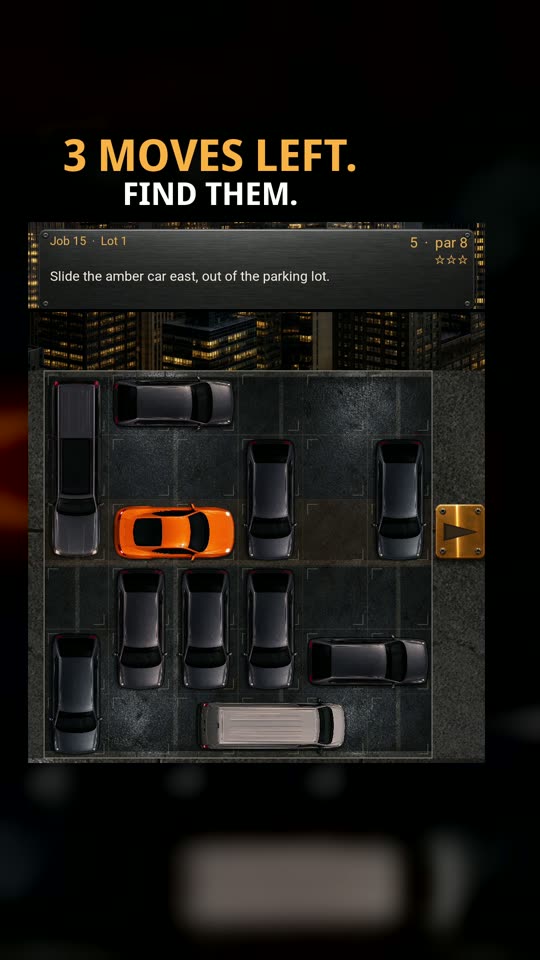 3 MOVES LEFT.
FIND THEM.
Job 15 · Lot 1
5 · par 8
Slide the amber car east, out of the parking lot.